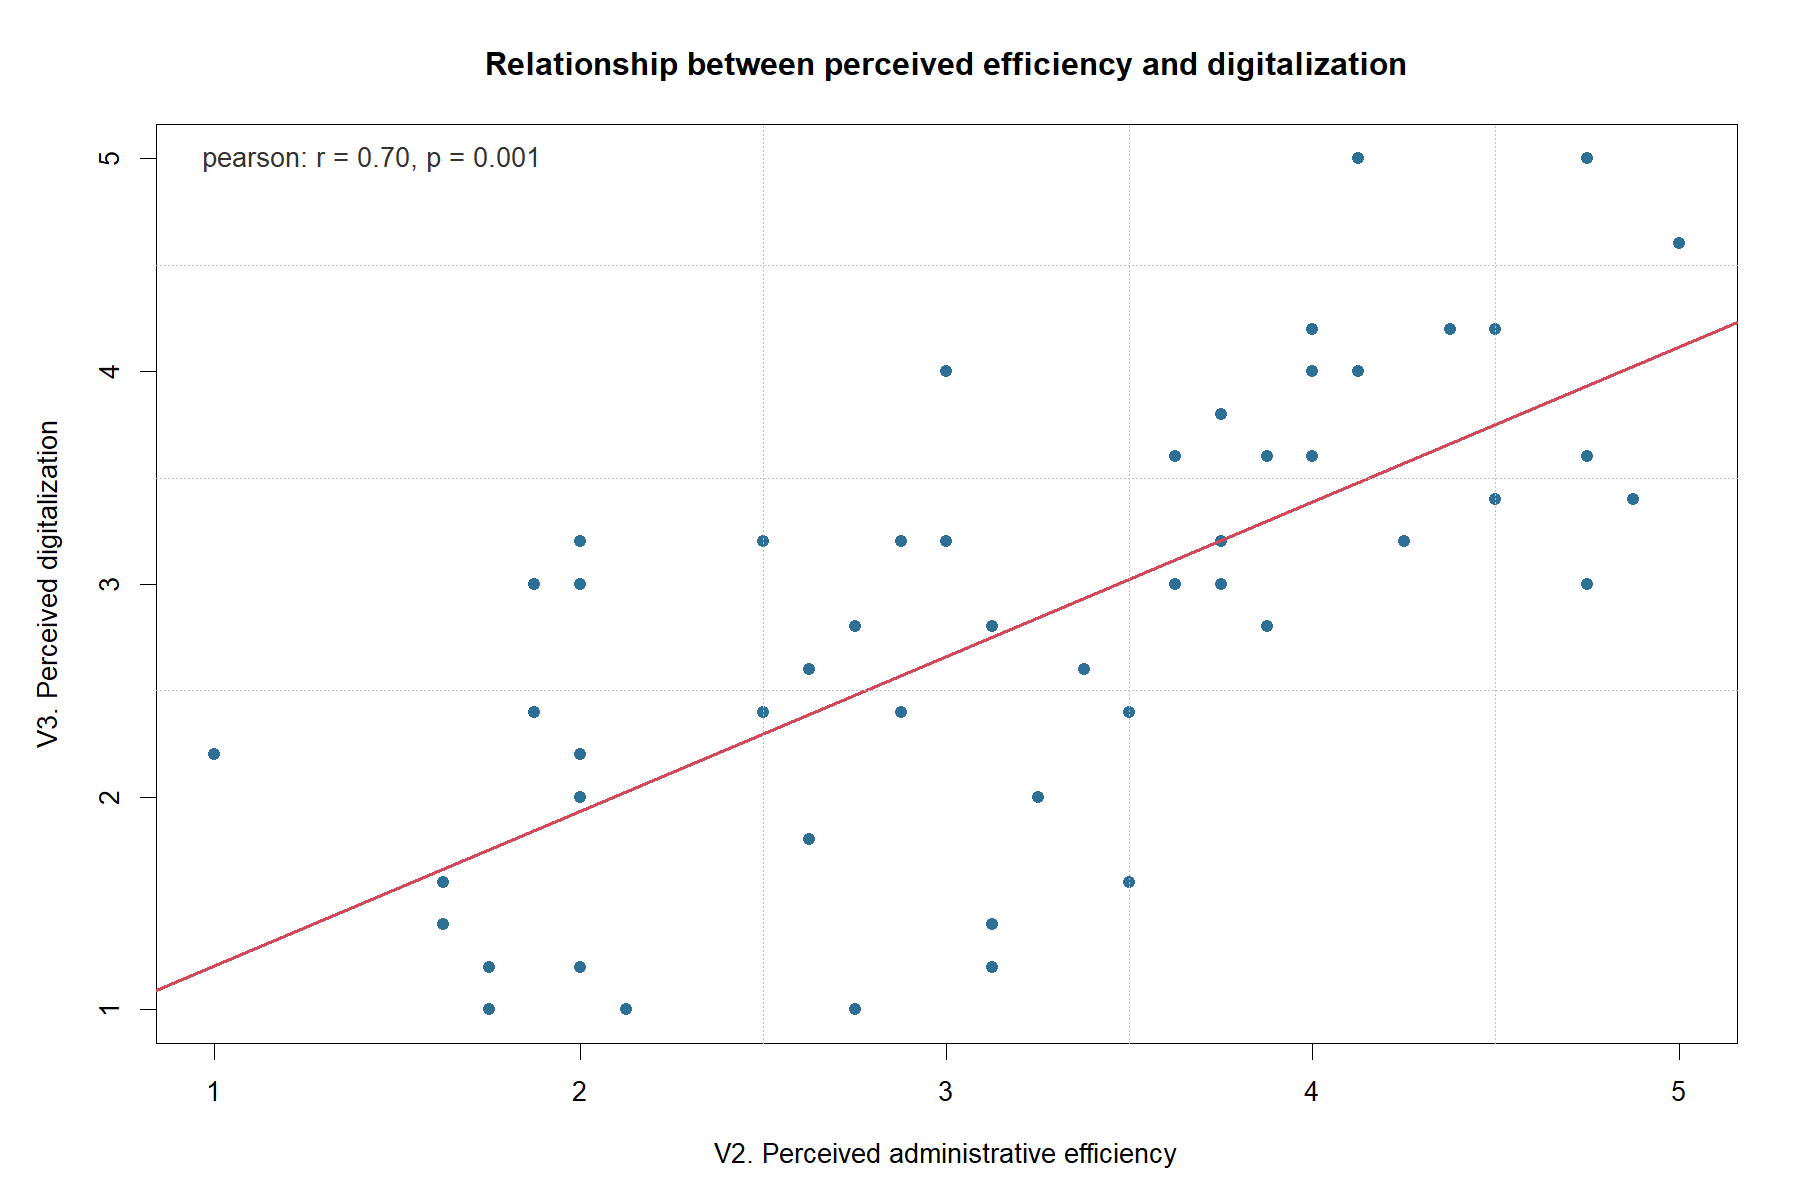 Relationship between perceived efficiency and digitalization
pearson: r = 0.70, p = 0.001
5
4
3
2
1
V3. Perceived digitalization
1 2 3 4 5
V2. Perceived administrative efficiency